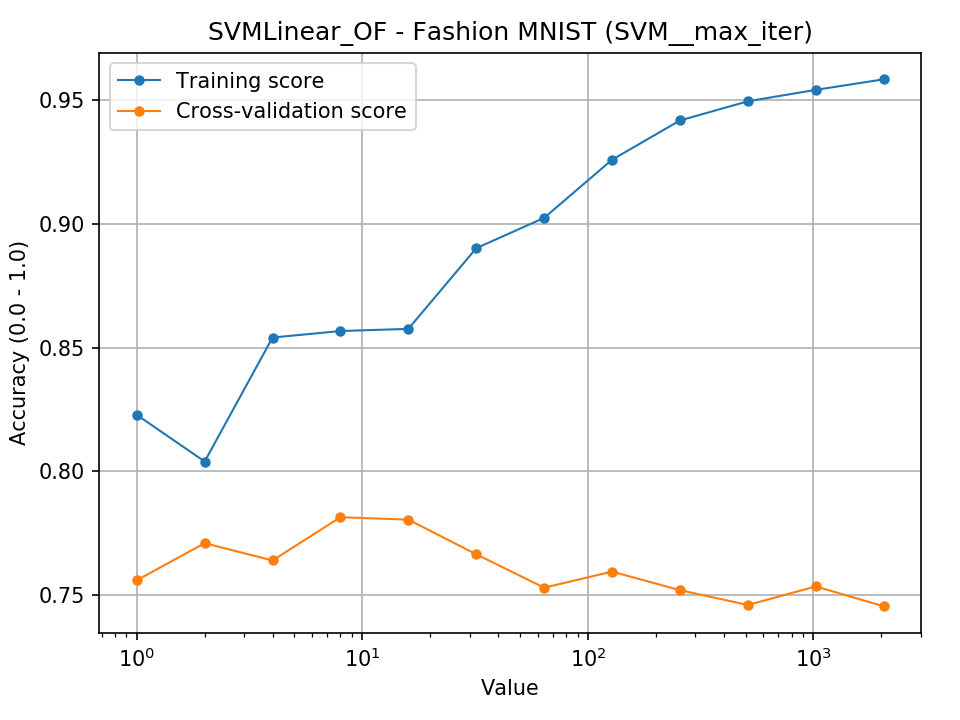 SVMLinear_OF - Fashion MNIST (SVM__max_iter)
Training score
Cross-validation score
Accuracy (0.0 - 1.0)
0.95
0.90
0.85
0.80
0.75
10⁰ 10¹ 10² 10³
Value